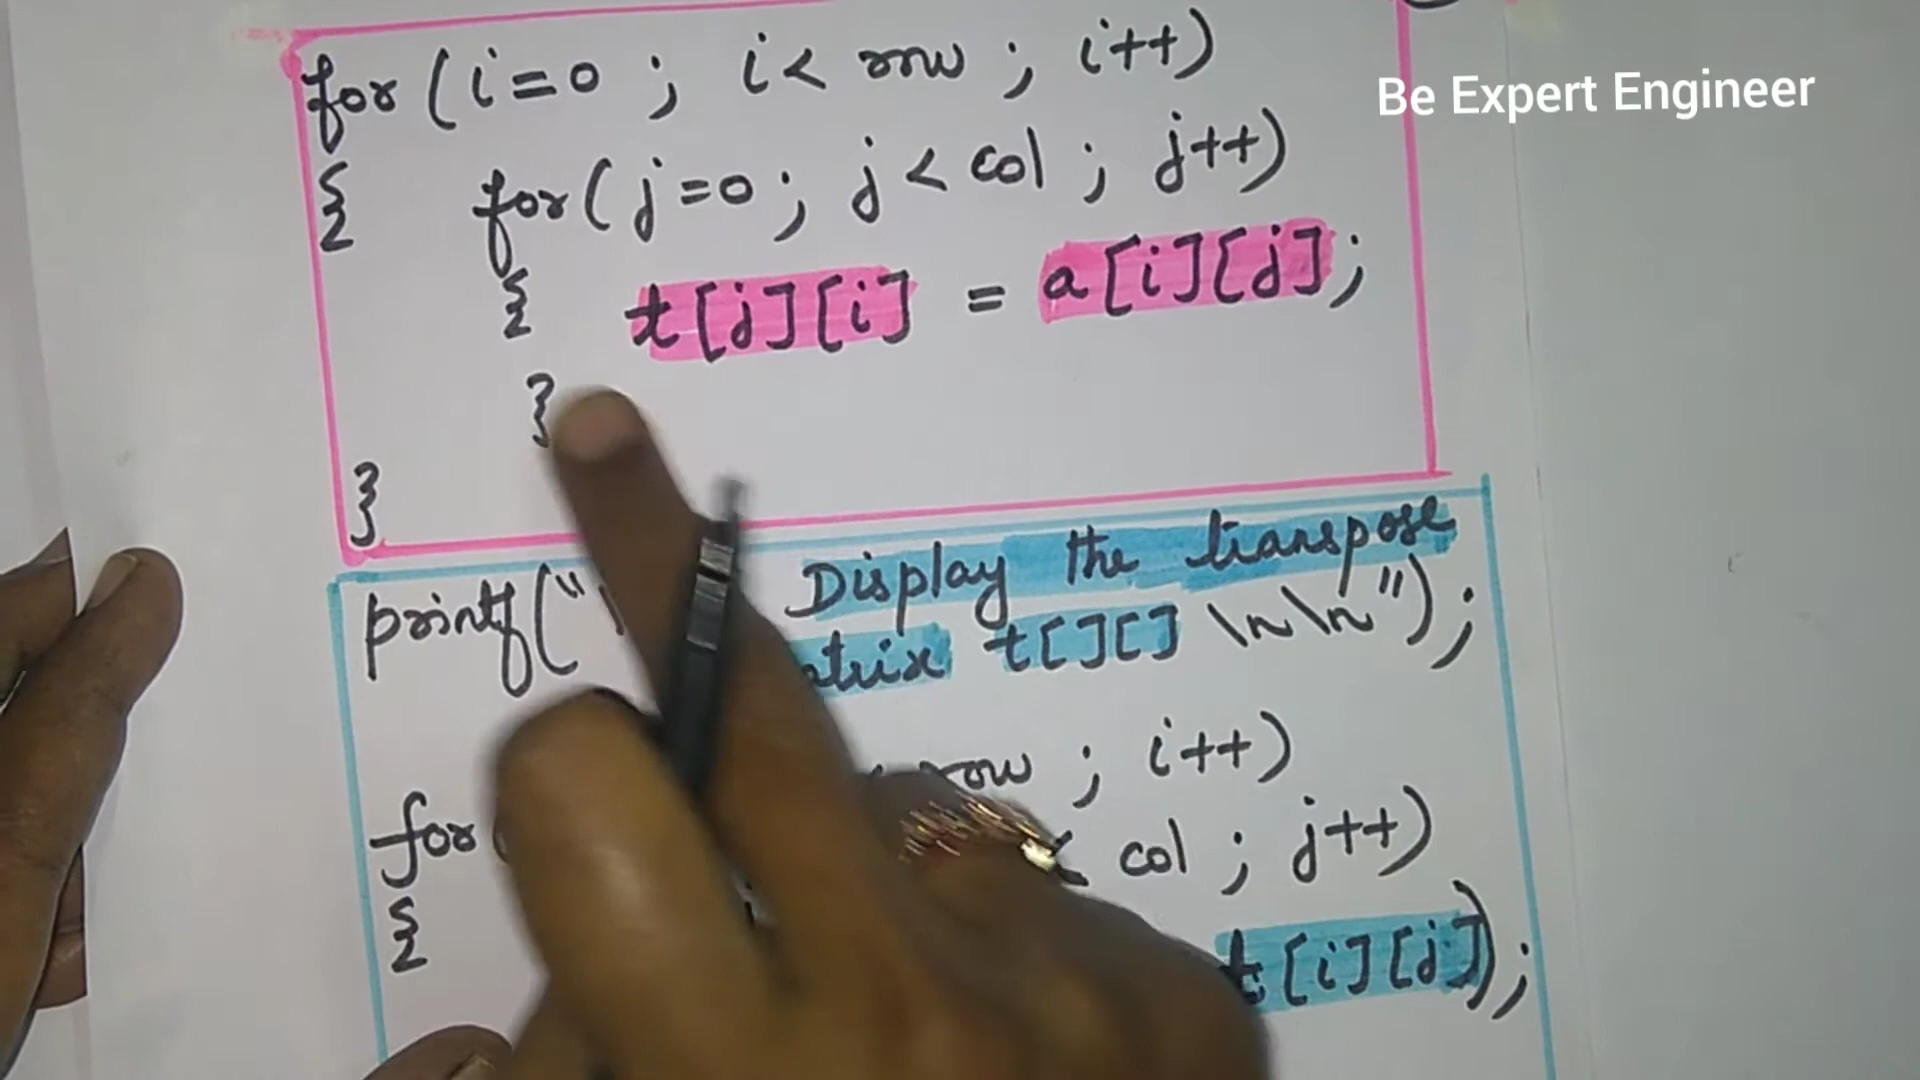 for ( i = 0 ; i < row ; i++)
Be Expert Engineer
{ for( j = 0 ; j < col ; j++)
{ t[j][i] = a[i][j];
}
}
printf(" Display the transpose
t[][] \n\n");
row ; i++)
for < col ; j++)
{ t[i][j]);